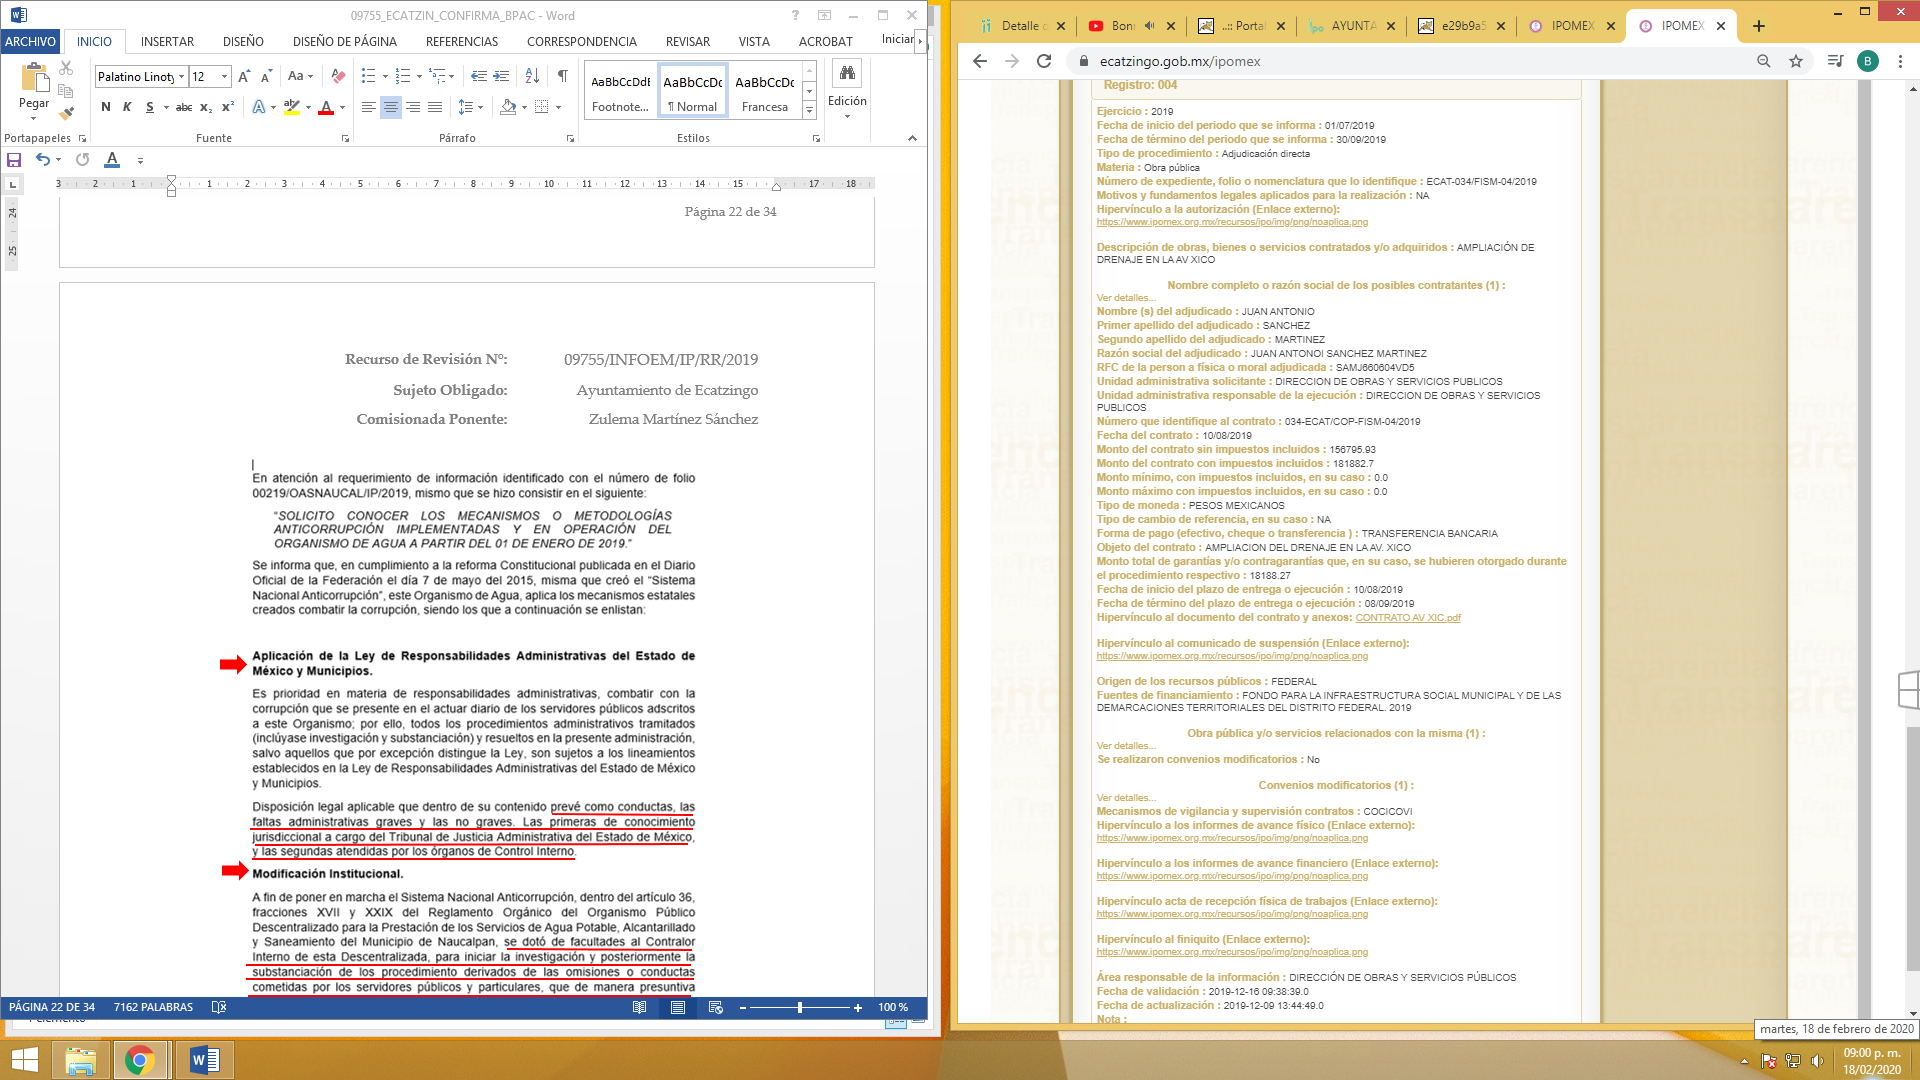 09755_ECATZIN_CONFIRMA_BPAC - Word
ARCHIVO INICIO INSERTAR DISEÑO DISEÑO DE PÁGINA REFERENCIAS CORRESPONDENCIA REVISAR VISTA ACROBAT Iniciar
Palatino Linoty 12
Pegar
N K S abc x₂ x²
AaBbCcDdE AaBbCcDc AaBbCcDc
Footnote... ¶ Normal Francesa
Edición
Portapapeles Fuente Párrafo Estilos
3 2 1 1 2 3 4 5 6 7 8 9 10 11 12 13 14 15 17 18
24
25
Página 22 de 34
Recurso de Revisión N°: 09755/INFOEM/IP/RR/2019
Sujeto Obligado: Ayuntamiento de Ecatzingo
Comisionada Ponente: Zulema Martínez Sánchez
En atención al requerimiento de información identificado con el número de folio
00219/OASNAUCAL/IP/2019, mismo que se hizo consistir en el siguiente:
"SOLICITO CONOCER LOS MECANISMOS O METODOLOGÍAS
ANTICORRUPCIÓN IMPLEMENTADAS Y EN OPERACIÓN DEL
ORGANISMO DE AGUA A PARTIR DEL 01 DE ENERO DE 2019."
Se informa que, en cumplimiento a la reforma Constitucional publicada en el Diario
Oficial de la Federación el día 7 de mayo del 2015, misma que creó el "Sistema
Nacional Anticorrupción", este Organismo de Agua, aplica los mecanismos estatales
creados combatir la corrupción, siendo los que a continuación se enlistan:
Aplicación de la Ley de Responsabilidades Administrativas del Estado de
México y Municipios.
Es prioridad en materia de responsabilidades administrativas, combatir con la
corrupción que se presente en el actuar diario de los servidores públicos adscritos
a este Organismo; por ello, todos los procedimientos administrativos tramitados
(inclúyase investigación y substanciación) y resueltos en la presente administración,
salvo aquellos que por excepción distingue la Ley, son sujetos a los lineamientos
establecidos en la Ley de Responsabilidades Administrativas del Estado de México
y Municipios.
Disposición legal aplicable que dentro de su contenido prevé como conductas, las
faltas administrativas graves y las no graves. Las primeras de conocimiento
jurisdiccional a cargo del Tribunal de Justicia Administrativa del Estado de México,
y las segundas atendidas por los órganos de Control Interno.
Modificación Institucional.
A fin de poner en marcha el Sistema Nacional Anticorrupción, dentro del artículo 36,
fracciones XVII y XXIX del Reglamento Orgánico del Organismo Público
Descentralizado para la Prestación de los Servicios de Agua Potable, Alcantarillado
y Saneamiento del Municipio de Naucalpan, se dotó de facultades al Contralor
Interno de esta Descentralizada, para iniciar la investigación y posteriormente la
substanciación de los procedimiento derivados de las omisiones o conductas
cometidas por los servidores públicos y particulares, que de manera presuntiva
PÁGINA 22 DE 34 7162 PALABRAS 100 %
Detalle Bon ..:: Portal AYUNTA e29b9a5 IPOMEX IPOMEX
ecatzingo.gob.mx/ipomex
B
Registro: 004
Ejercicio : 2019
Fecha de inicio del periodo que se informa : 01/07/2019
Fecha de término del periodo que se informa : 30/09/2019
Tipo de procedimiento : Adjudicación directa
Materia : Obra pública
Número de expediente, folio o nomenclatura que lo identifique : ECAT-034/FISM-04/2019
Motivos y fundamentos legales aplicados para la realización : NA
Hipervínculo a la autorización (Enlace externo):
https://www.ipomex.org.mx/recursos/ipo/img/png/noaplica.png
Descripción de obras, bienes o servicios contratados y/o adquiridos : AMPLIACIÓN DE
DRENAJE EN LA AV XICO
Nombre completo o razón social de los posibles contratantes (1) :
Ver detalles...
Nombre (s) del adjudicado : JUAN ANTONIO
Primer apellido del adjudicado : SANCHEZ
Segundo apellido del adjudicado : MARTINEZ
Razón social del adjudicado : JUAN ANTONOI SANCHEZ MARTINEZ
RFC de la person a física o moral adjudicada : SAMJ660604VD5
Unidad administrativa solicitante : DIRECCION DE OBRAS Y SERVICIOS PUBLICOS
Unidad administrativa responsable de la ejecución : DIRECCION DE OBRAS Y SERVICIOS
PUBLICOS
Número que identifique al contrato : 034-ECAT/COP-FISM-04/2019
Fecha del contrato : 10/08/2019
Monto del contrato sin impuestos incluidos : 156795.93
Monto del contrato con impuestos incluidos : 181882.7
Monto mínimo, con impuestos incluidos, en su caso : 0.0
Monto máximo con impuestos incluidos, en su caso : 0.0
Tipo de moneda : PESOS MEXICANOS
Tipo de cambio de referencia, en su caso : NA
Forma de pago (efectivo, cheque o transferencia ) : TRANSFERENCIA BANCARIA
Objeto del contrato : AMPLIACION DEL DRENAJE EN LA AV. XICO
Monto total de garantías y/o contragarantías que, en su caso, se hubieren otorgado durante
el procedimiento respectivo : 18188.27
Fecha de inicio del plazo de entrega o ejecución : 10/08/2019
Fecha de término del plazo de entrega o ejecución : 08/09/2019
Hipervínculo al documento del contrato y anexos: CONTRATO AV XIC.pdf
Hipervínculo al comunicado de suspensión (Enlace externo):
https://www.ipomex.org.mx/recursos/ipo/img/png/noaplica.png
Origen de los recursos públicos : FEDERAL
Fuentes de financiamiento : FONDO PARA LA INFRAESTRUCTURA SOCIAL MUNICIPAL Y DE LAS
DEMARCACIONES TERRITORIALES DEL DISTRITO FEDERAL. 2019
Obra pública y/o servicios relacionados con la misma (1) :
Ver detalles...
Se realizaron convenios modificatorios : No
Convenios modificatorios (1) :
Ver detalles...
Mecanismos de vigilancia y supervisión contratos : COCICOVI
Hipervínculo a los informes de avance físico (Enlace externo):
https://www.ipomex.org.mx/recursos/ipo/img/png/noaplica.png
Hipervínculo a los informes de avance financiero (Enlace externo):
https://www.ipomex.org.mx/recursos/ipo/img/png/noaplica.png
Hipervínculo acta de recepción física de trabajos (Enlace externo):
https://www.ipomex.org.mx/recursos/ipo/img/png/noaplica.png
Hipervínculo al finiquito (Enlace externo):
https://www.ipomex.org.mx/recursos/ipo/img/png/noaplica.png
Área responsable de la información : DIRECCIÓN DE OBRAS Y SERVICIOS PÚBLICOS
Fecha de validación : 2019-12-16 09:38:39.0
Fecha de actualización : 2019-12-09 13:44:49.0
Nota :
martes, 18 de febrero de 2020
09:00 p. m.
18/02/2020